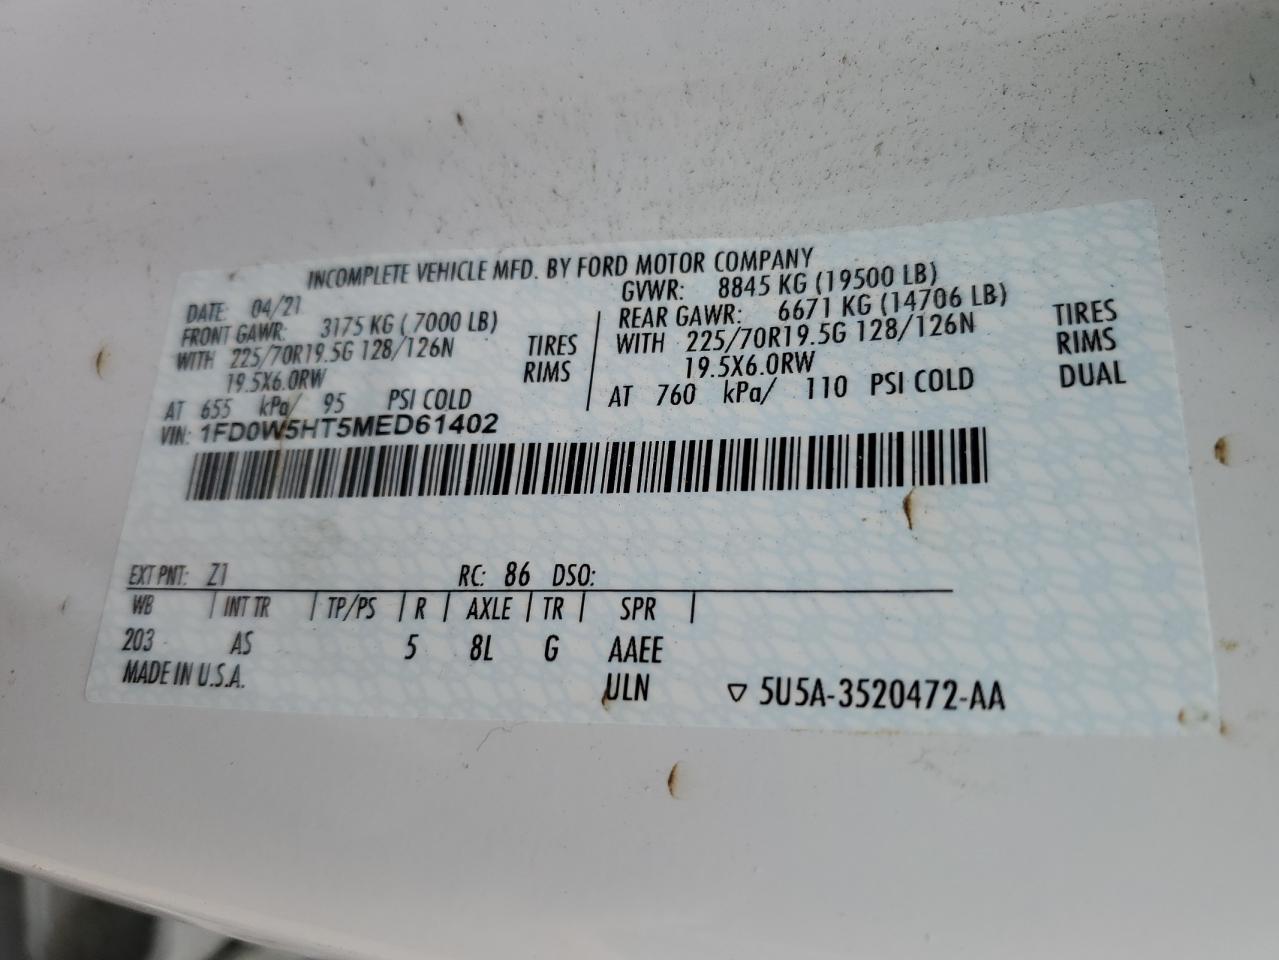 INCOMPLETE VEHICLE MFD. BY FORD MOTOR COMPANY
DATE: 04/21 GVWR: 8845 KG (19500 LB)
FRONT GAWR: 3175 KG ( 7000 LB) REAR GAWR: 6671 KG (14706 LB)
WITH 225/70R19.5G 128/126N TIRES WITH 225/70R19.5G 128/126N TIRES
19.5X6.0RW RIMS 19.5X6.0RW RIMS
AT 655 kPa/ 95 PSI COLD AT 760 kPa/ 110 PSI COLD DUAL
VIN: 1FD0W5HT5MED61402
EXT PNT: Z1 RC: 86 DSO:
WB | INT TR | TP/PS | R | AXLE | TR | SPR |
203 AS 5 8L G AAEE
MADE IN U.S.A. ULN ▽ 5U5A-3520472-AA